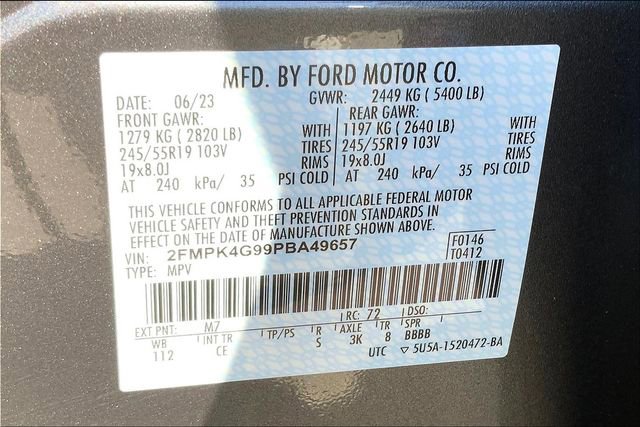 MFD. BY FORD MOTOR CO.
DATE: 06/23 GVWR: 2449 KG ( 5400 LB)
FRONT GAWR: REAR GAWR:
1279 KG ( 2820 LB) WITH 1197 KG ( 2640 LB) WITH
245/55R19 103V TIRES 245/55R19 103V TIRES
19x8.0J RIMS 19x8.0J RIMS
AT 240 kPa/ 35 PSI COLD AT 240 kPa/ 35 PSI COLD
THIS VEHICLE CONFORMS TO ALL APPLICABLE FEDERAL MOTOR
VEHICLE SAFETY AND THEFT PREVENTION STANDARDS IN
EFFECT ON THE DATE OF MANUFACTURE SHOWN ABOVE.
VIN: 2FMPK4G99PBA49657 F0146
TYPE: MPV T0412
EXT PNT: M7 RC: 72 DSO:
WB INT TR TP/PS R AXLE TR SPR
112 CE S 3K 8 BBBB
UTC ▽ 5U5A-1520472-BA